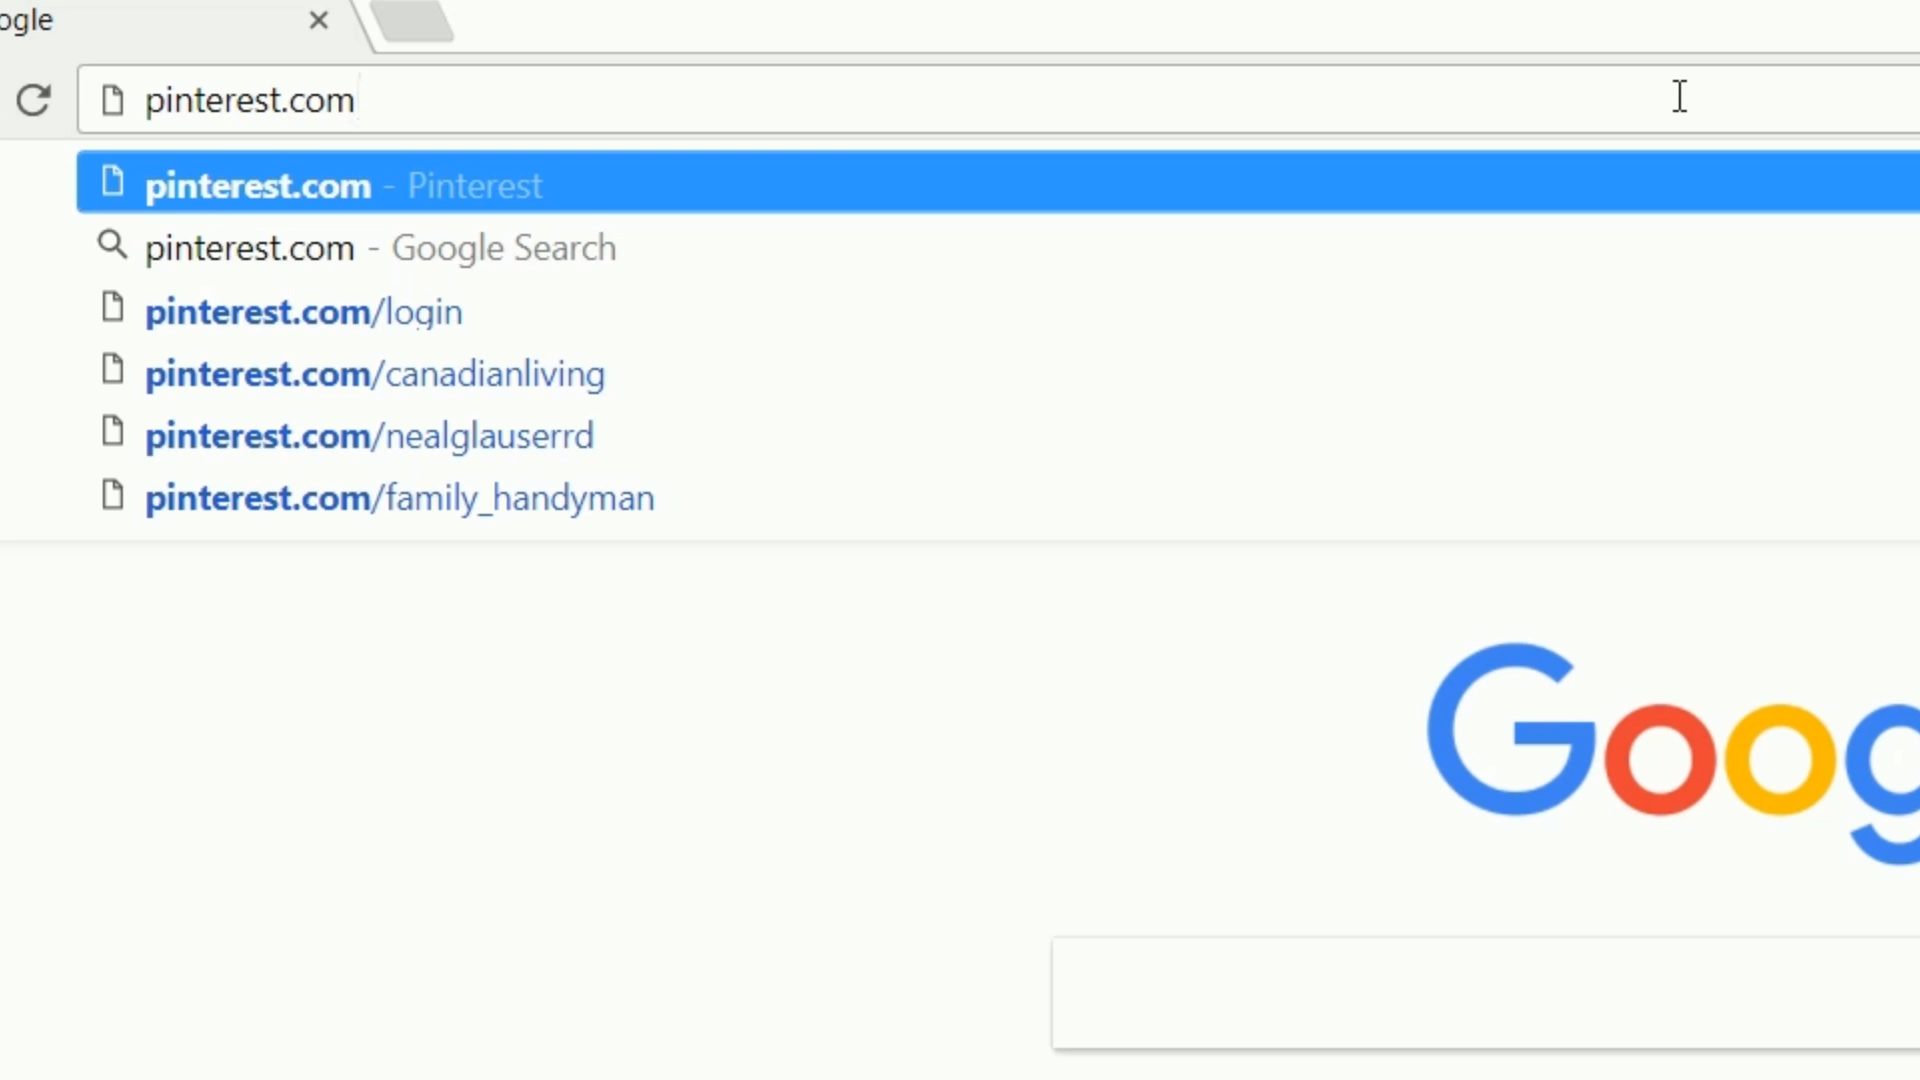 ogle
pinterest.com
pinterest.com - Pinterest
pinterest.com - Google Search
pinterest.com/login
pinterest.com/canadianliving
pinterest.com/nealglauserrd
pinterest.com/family_handyman
Goog